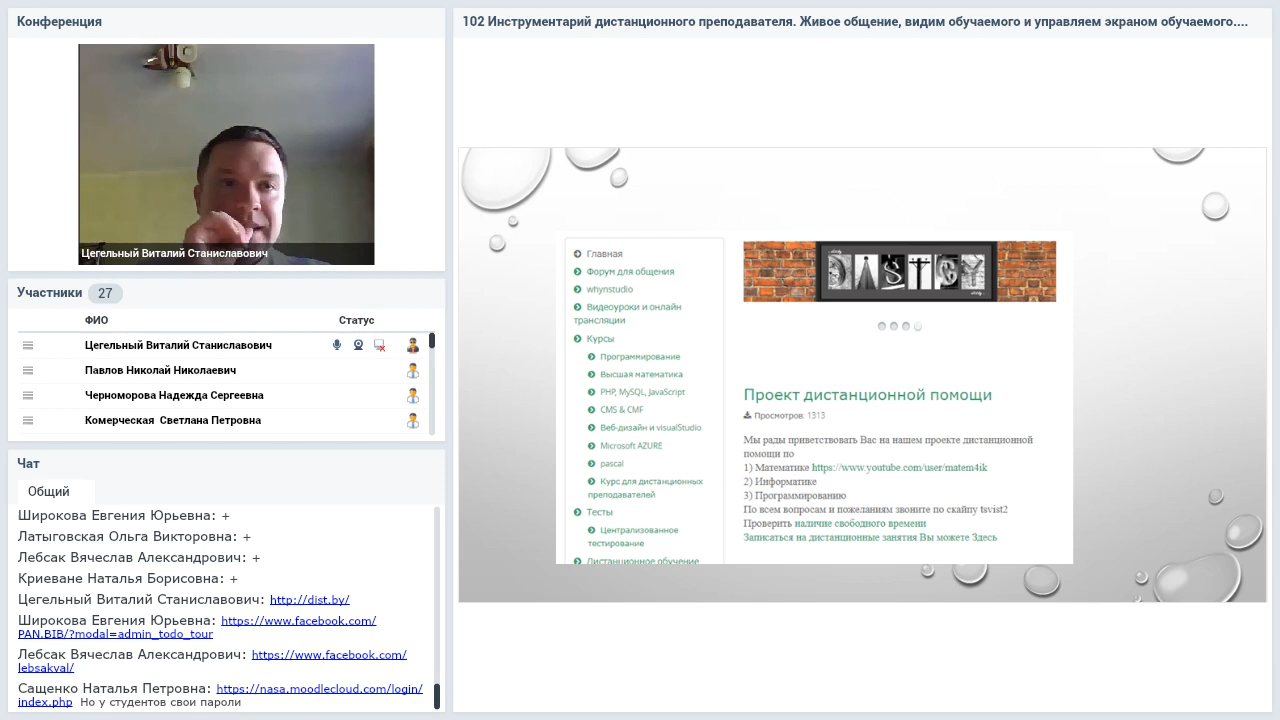 Конференция
Цегельный Виталий Станиславович
Участники 27
ФИО Статус
Цегельный Виталий Станиславович
Павлов Николай Николаевич
Черноморова Надежда Сергеевна
Комерческая Светлана Петровна
Чат
Общий
Широкова Евгения Юрьевна: +
Латыговская Ольга Викторовна: +
Лебсак Вячеслав Александрович: +
Криеване Наталья Борисовна: +
Цегельный Виталий Станиславович: http://dist.by/
Широкова Евгения Юрьевна: https://www.facebook.com/
PAN.BIB/?modal=admin_todo_tour
Лебсак Вячеслав Александрович: https://www.facebook.com/
lebsakval/
Сащенко Наталья Петровна: https://nasa.moodlecloud.com/login/
index.php Но у студентов свои пароли
102 Инструментарий дистанционного преподавателя. Живое общение, видим обучаемого и управляем экраном обучаемого....
Главная
Форум для общения
whynstudio
Видеоуроки и онлайн
трансляции
Курсы
Программирование
Высшая математика
PHP, MySQL, JavaScript
CMS & CMF
Веб-дизайн и visualStudio
Microsoft AZURE
pascal
Курс для дистанционных
преподавателей
Тесты
Централизованное
тестирование
Дистанционное обучение
Проект дистанционной помощи
Просмотров: 1313
Мы рады приветствовать Вас на нашем проекте дистанционной
помощи по
1) Математике https://www.youtube.com/user/matem4ik
2) Информатике
3) Программированию
По всем вопросам и пожеланиям звоните по скайпу tsvist2
Проверить наличие свободного времени
Записаться на дистанционные занятия Вы можете Здесь